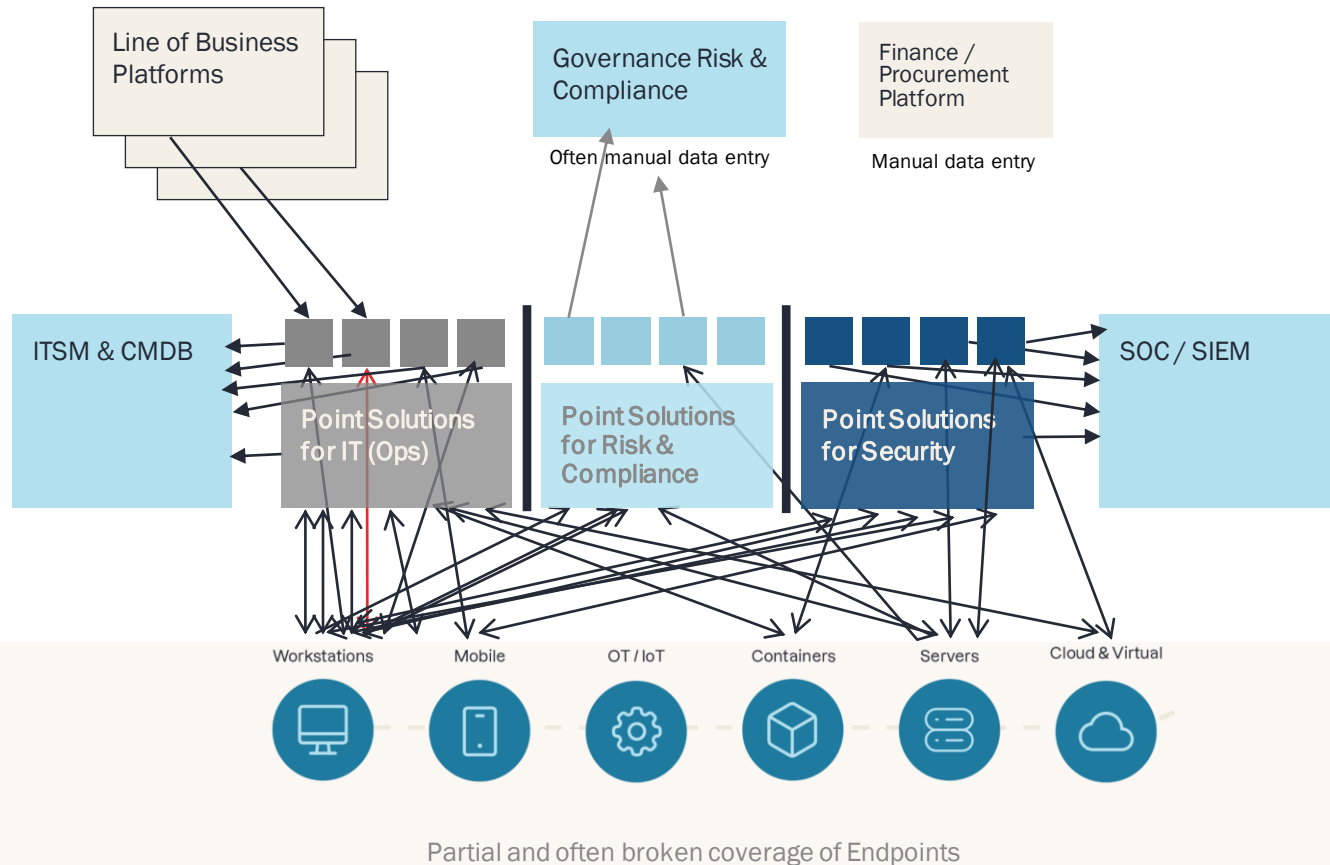 Line of Business
Platforms
Governance Risk &
Compliance
Finance /
Procurement
Platform
Often manual data entry
Manual data entry
ITSM & CMDB
SOC / SIEM
Point Solutions
for IT (Ops)
Point Solutions
for Risk &
Compliance
Point Solutions
for Security
Workstations
Mobile
OT / IoT
Containers
Servers
Cloud & Virtual
Partial and often broken coverage of Endpoints